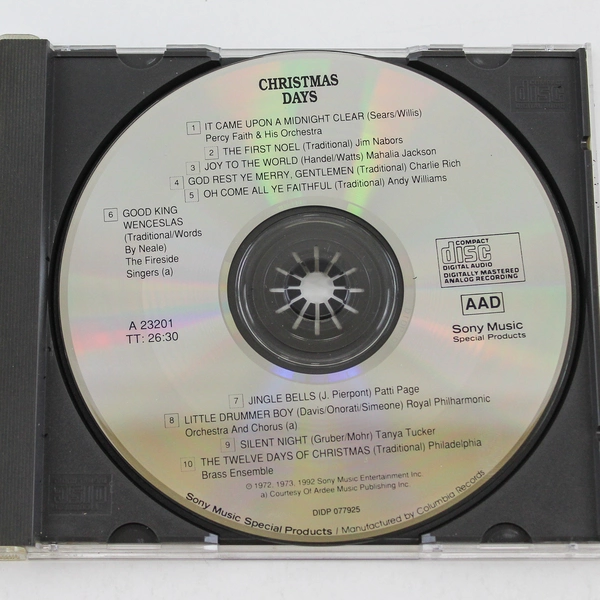 CHRISTMAS
DAYS
1 IT CAME UPON A MIDNIGHT CLEAR (Sears/Willis)
Percy Faith & His Orchestra
2 THE FIRST NOEL (Traditional) Jim Nabors
3 JOY TO THE WORLD (Handel/Watts) Mahalia Jackson
4 GOD REST YE MERRY, GENTLEMEN (Traditional) Charlie Rich
5 OH COME ALL YE FAITHFUL (Traditional) Andy Williams
6 GOOD KING
WENCESLAS
(Traditional/Words
By Neale)
The Fireside
Singers (a)
COMPACT
disc
DIGITAL AUDIO
DIGITALLY MASTERED
ANALOG RECORDING
AAD
Sony Music
Special Products
A 23201
TT: 26:30
7 JINGLE BELLS (J. Pierpont) Patti Page
8 LITTLE DRUMMER BOY (Davis/Onorati/Simeone) Royal Philharmonic
Orchestra And Chorus (a)
9 SILENT NIGHT (Gruber/Mohr) Tanya Tucker
10 THE TWELVE DAYS OF CHRISTMAS (Traditional) Philadelphia
Brass Ensemble
© 1972, 1973, 1992 Sony Music Entertainment Inc.
a) Courtesy Of Ardee Music Publishing Inc.
DIDP 077925
Sony Music Special Products / Manufactured by Columbia Records
disc